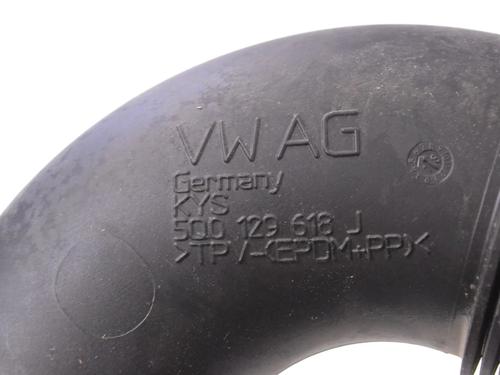 VW AG
Germany
KYS
5Q0 129 618 J
>TPV-(EPDM+PP)<